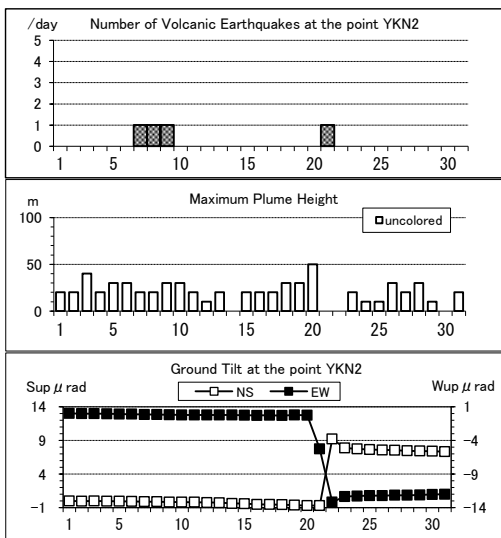 /day Number of Volcanic Earthquakes at the point YKN2
5
4
3
2
1
0
1 5 10 15 20 25 30
m Maximum Plume Height
100
uncolored
50
0
1 5 10 15 20 25 30
Ground Tilt at the point YKN2
Sup μ rad NS EW Wup μ rad
14 1
9 -4
4 -9
-1 -14
1 5 10 15 20 25 30